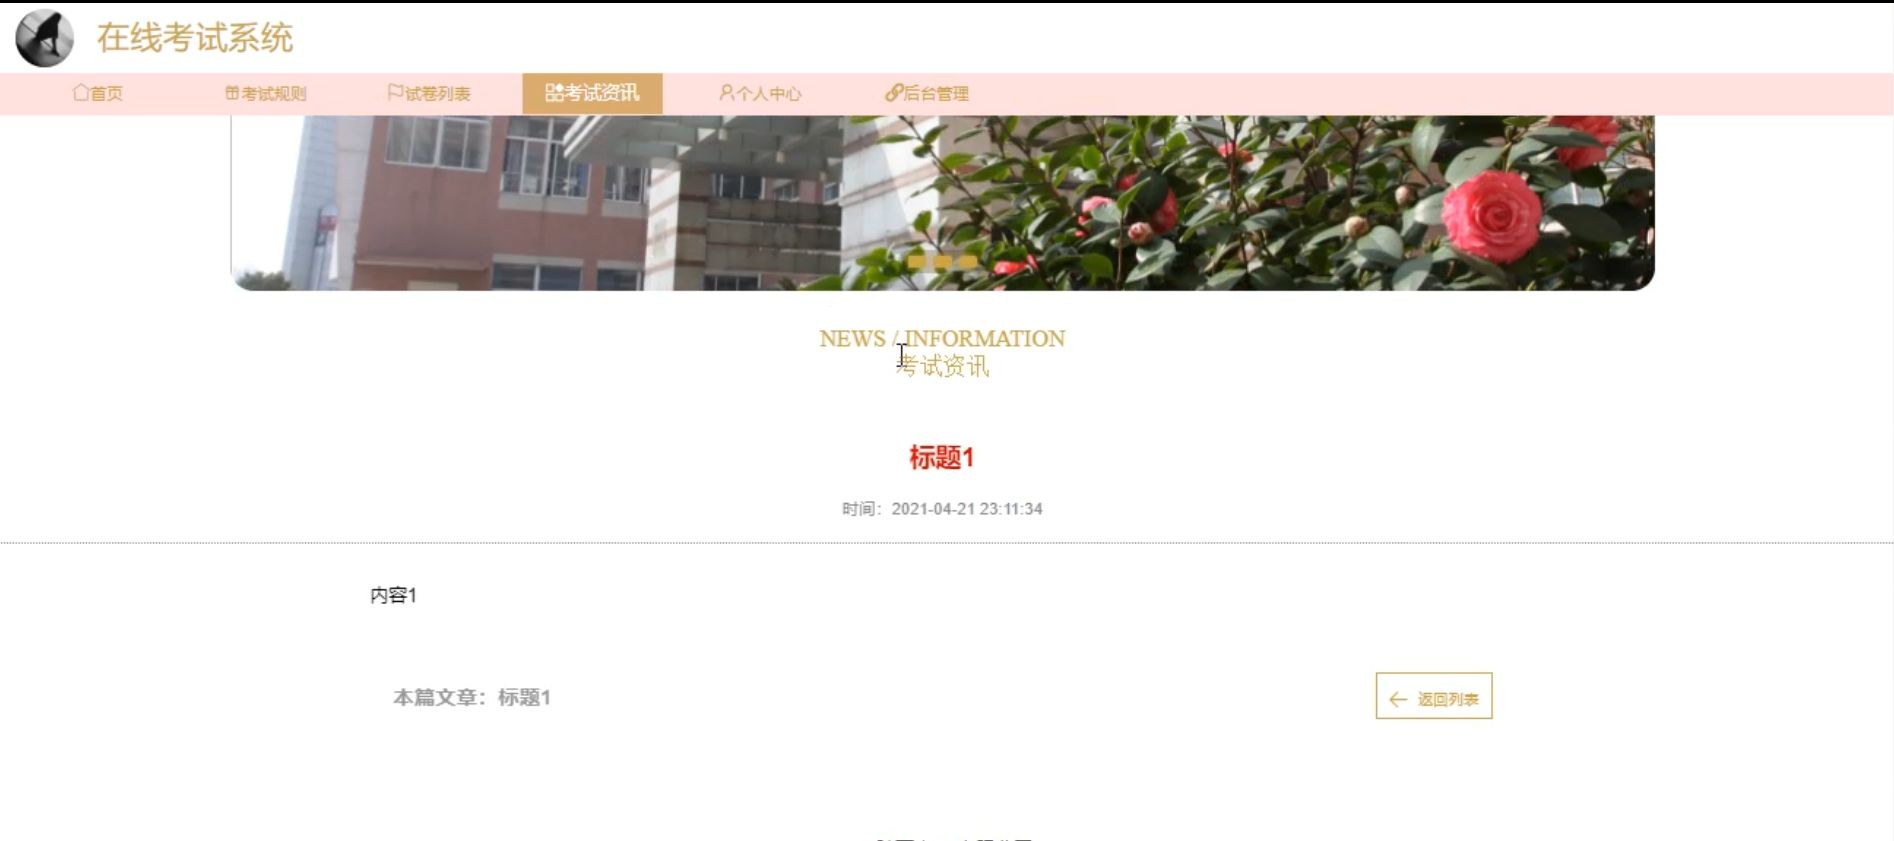 在线考试系统
首页 考试规则 试卷列表 考试资讯 个人中心 后台管理
NEWS / INFORMATION
考试资讯
标题1
时间：2021-04-21 23:11:34
内容1
本篇文章：标题1
返回列表